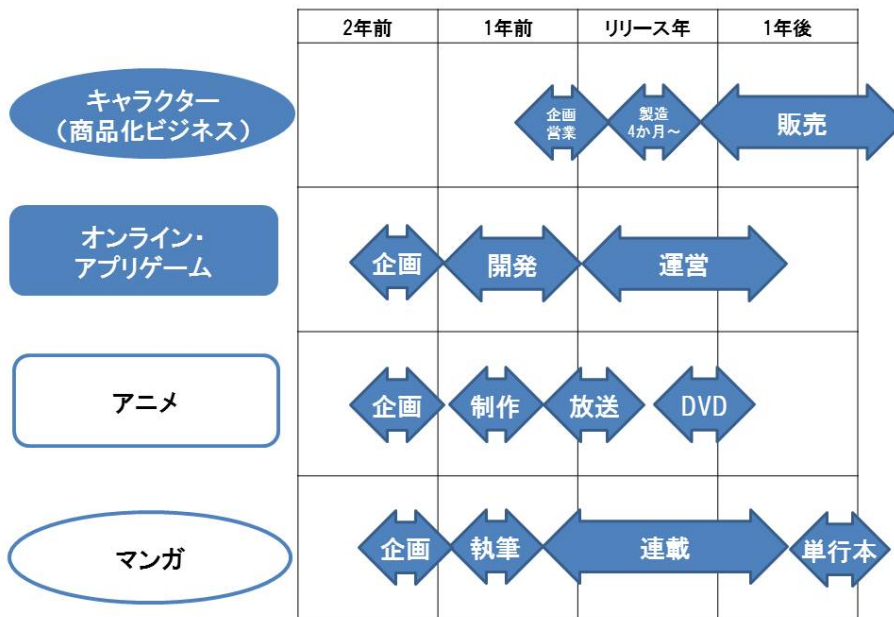 2年前 1年前 リリース年 1年後
キャラクター
（商品化ビジネス）
企画
営業
製造
4か月～
販売
オンライン・
アプリゲーム
企画
開発
運営
アニメ
企画
制作
放送
DVD
マンガ
企画
執筆
連載
単行本